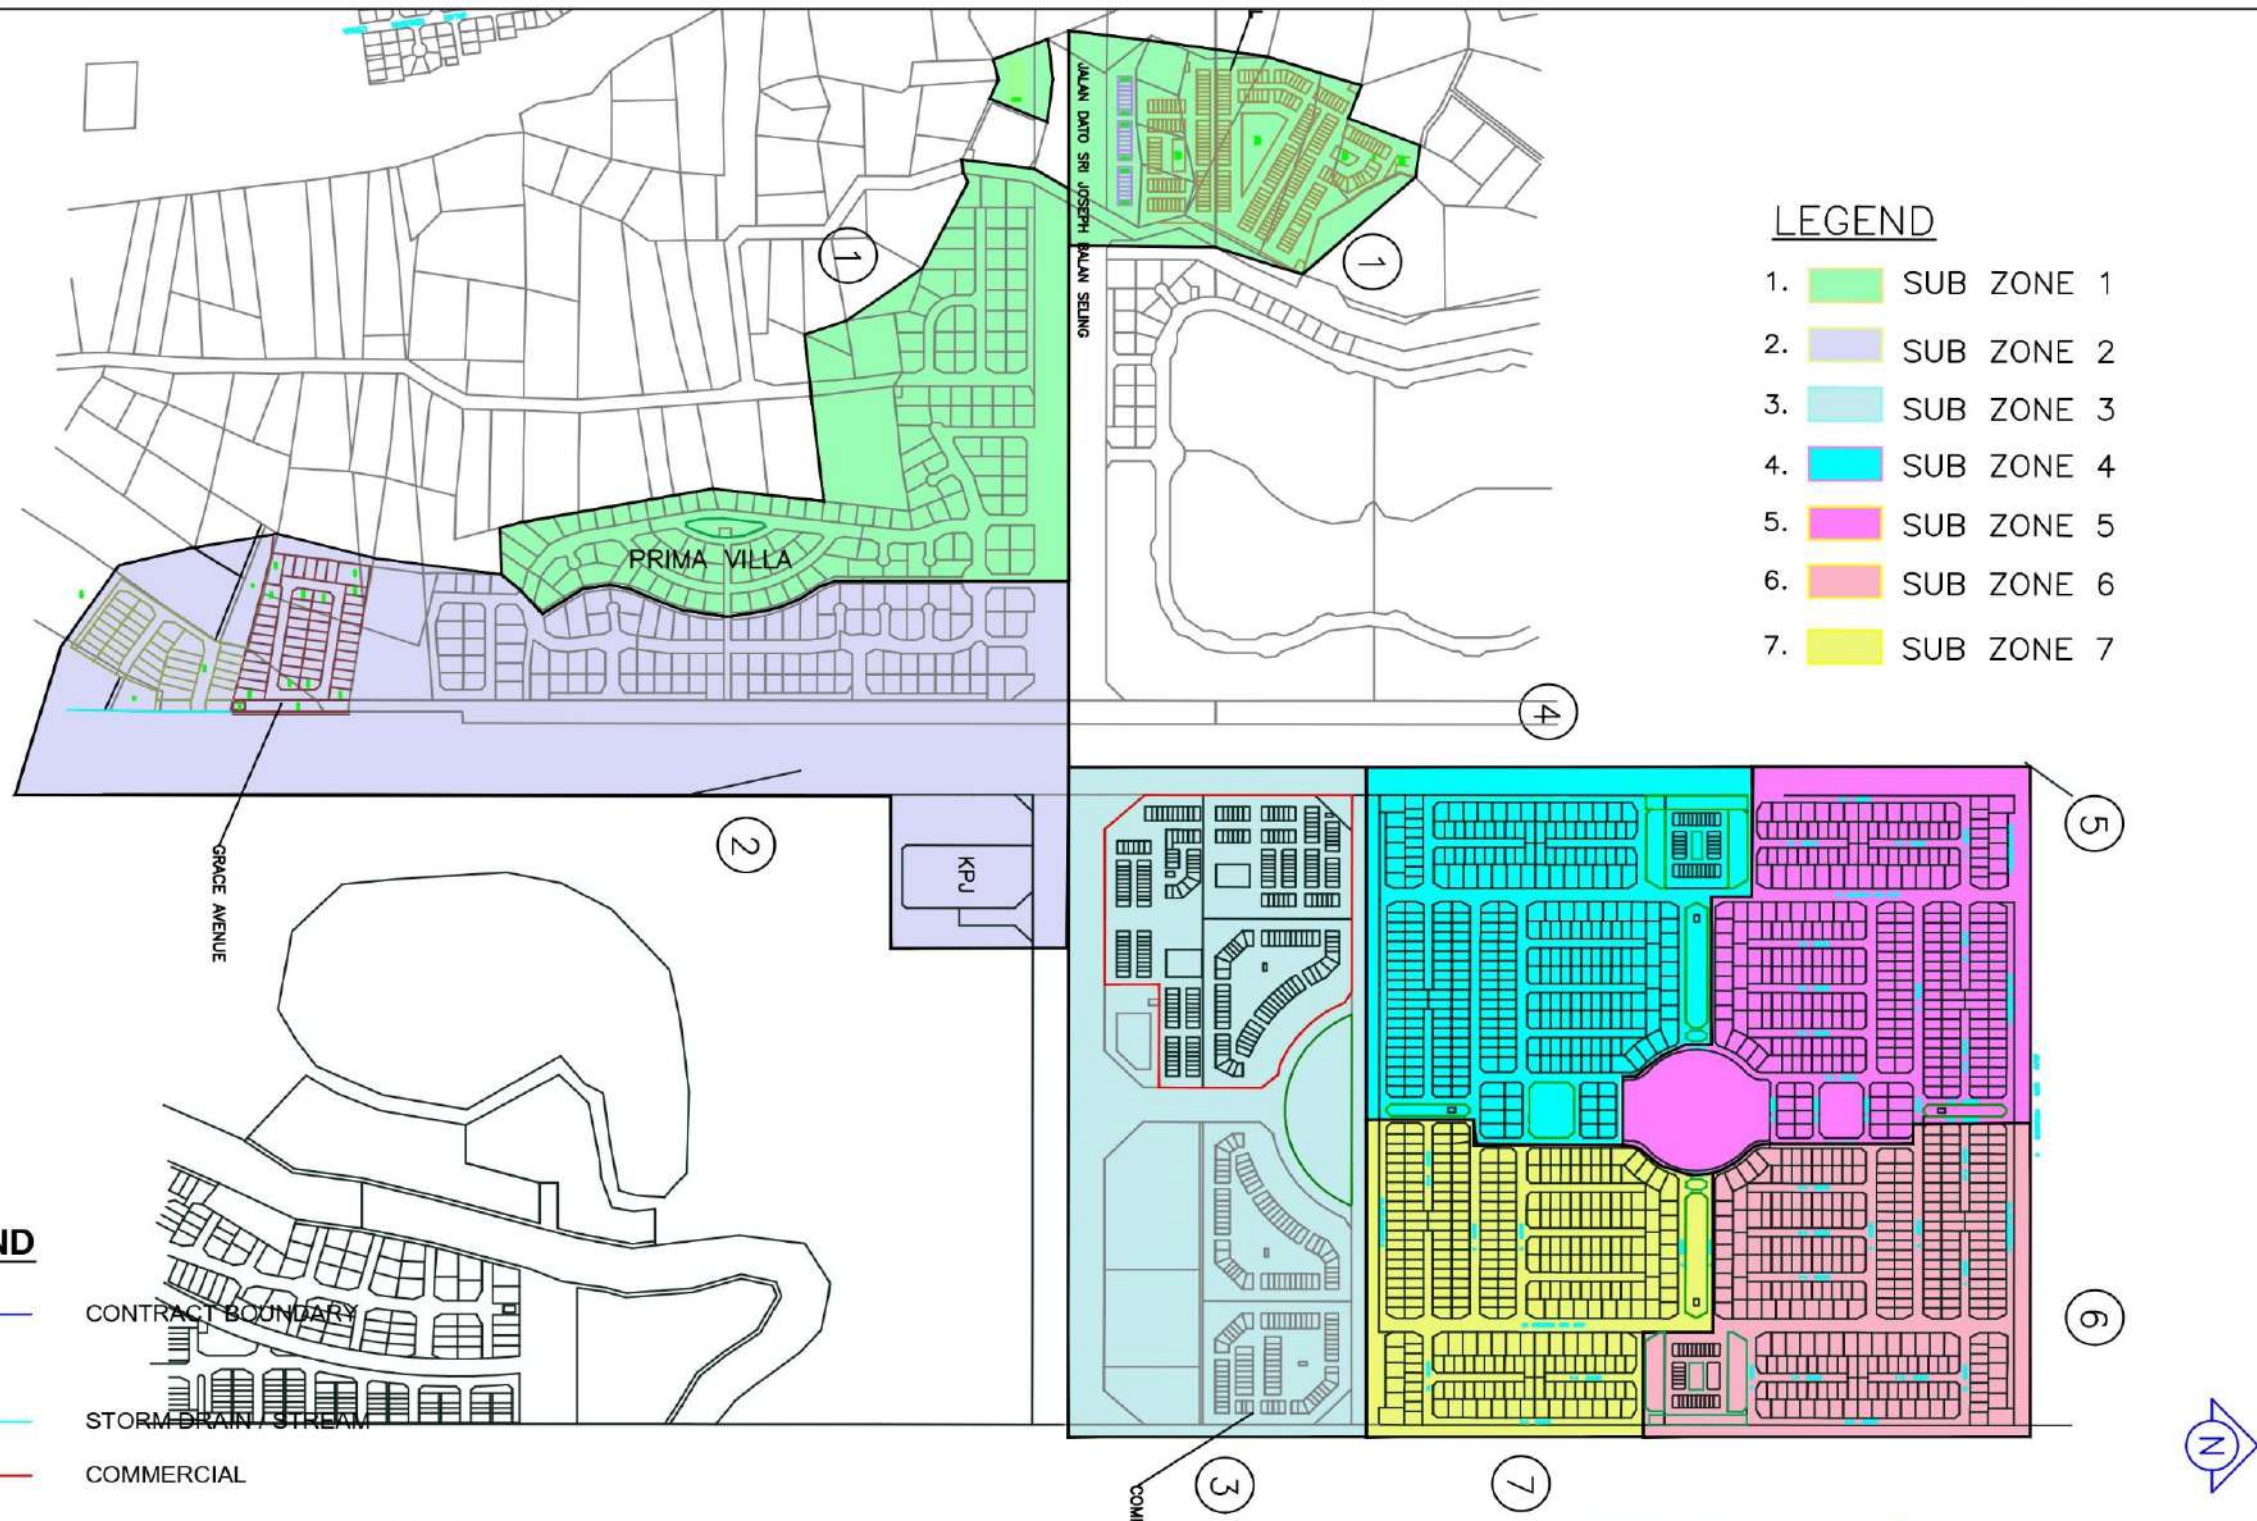 JALAN DATO SRI JOSEPH BALAN SELING
1
1
LEGEND
1. SUB ZONE 1
2. SUB ZONE 2
3. SUB ZONE 3
4. SUB ZONE 4
5. SUB ZONE 5
6. SUB ZONE 6
7. SUB ZONE 7
PRIMA VILLA
4
5
2
KPJ
GRACE AVENUE
ND
CONTRACT BOUNDARY
STORM DRAIN / STREAM
COMMERCIAL
6
3
7
N